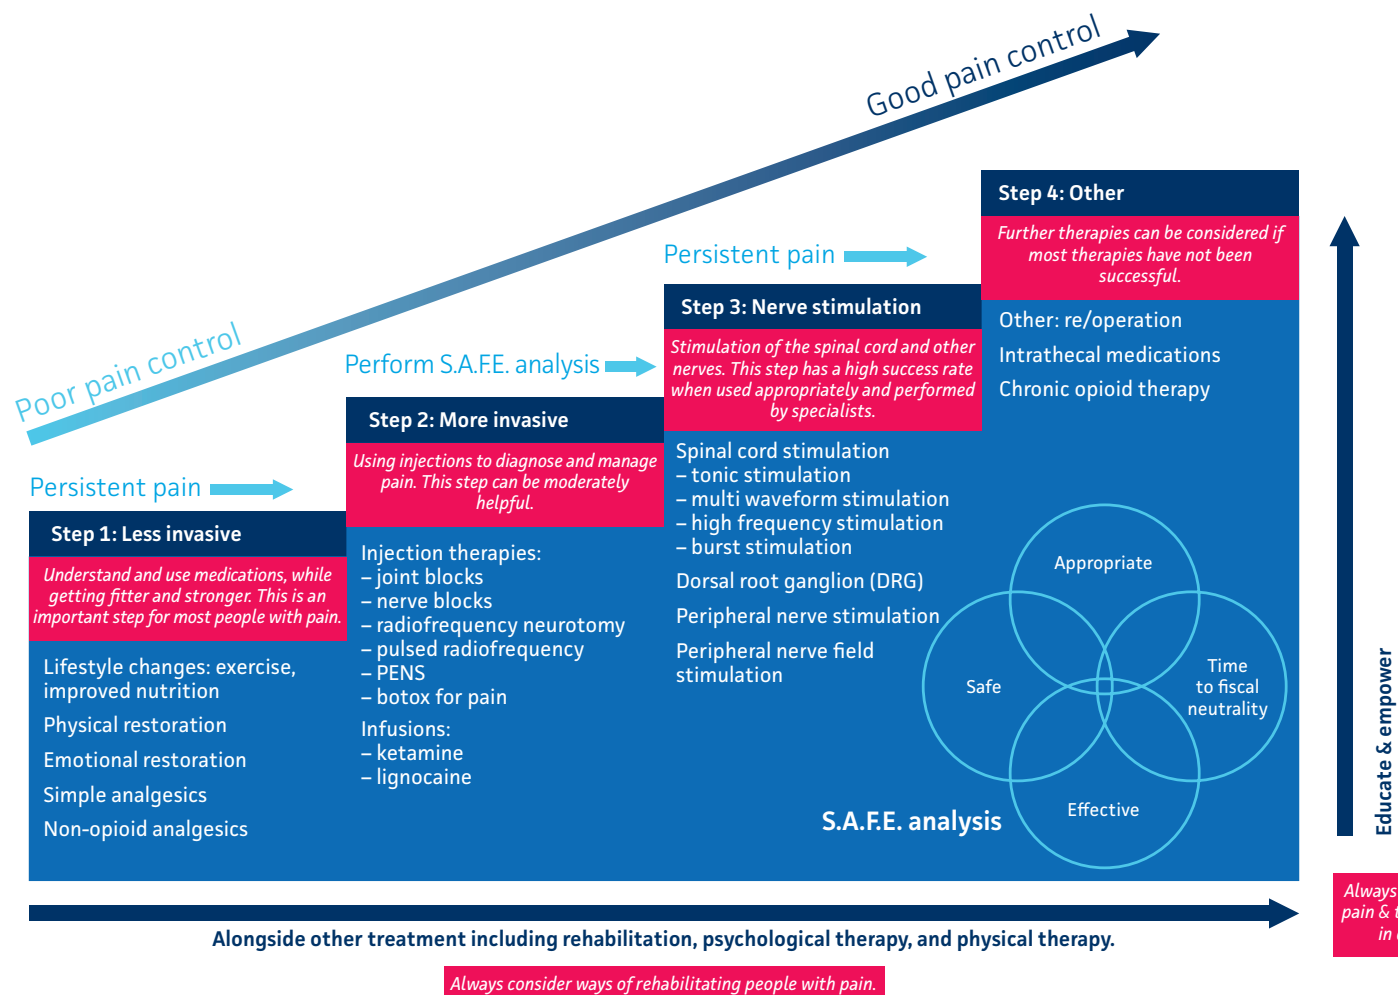 Good pain control
Poor pain control
Persistent pain
Step 1: Less invasive
Understand and use medications, while
getting fitter and stronger. This is an
important step for most people with pain.
Lifestyle changes: exercise,
improved nutrition
Physical restoration
Emotional restoration
Simple analgesics
Non-opioid analgesics
Perform S.A.F.E. analysis
Step 2: More invasive
Using injections to diagnose and manage
pain. This step can be moderately
helpful.
Injection therapies:
– joint blocks
– nerve blocks
– radiofrequency neurotomy
– pulsed radiofrequency
– PENS
– botox for pain
Infusions:
– ketamine
– lignocaine
Persistent pain
Step 3: Nerve stimulation
Stimulation of the spinal cord and other
nerves. This step has a high success rate
when used appropriately and performed
by specialists.
Spinal cord stimulation
– tonic stimulation
– multi waveform stimulation
– high frequency stimulation
– burst stimulation
Dorsal root ganglion (DRG)
Peripheral nerve stimulation
Peripheral nerve field
stimulation
Step 4: Other
Further therapies can be considered if
most therapies have not been
successful.
Other: re/operation
Intrathecal medications
Chronic opioid therapy
Appropriate
Safe
Time
to fiscal
neutrality
Effective
S.A.F.E. analysis
Educate & empower
Always
pain &
in
Alongside other treatment including rehabilitation, psychological therapy, and physical therapy.
Always consider ways of rehabilitating people with pain.